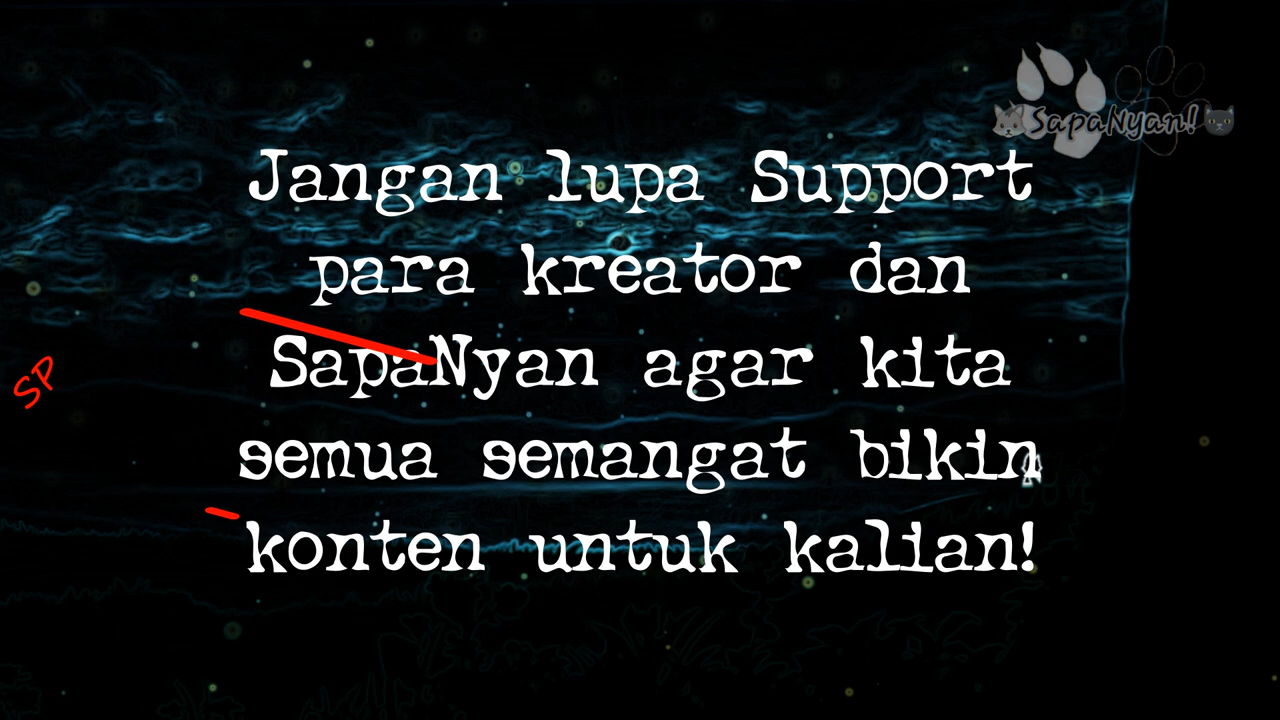 SapaNyan!
Jangan lupa Support
para kreator dan
SapaNyan agar kita
semua semangat bikin
konten untuk kalian!
SP